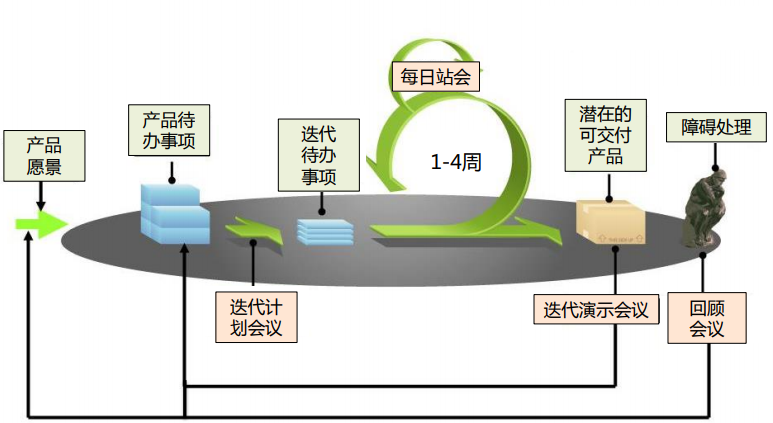 每日站会
产品
愿景
产品待
办事项
迭代
待办
事项
1-4周
潜在的
可交付
产品
障碍处理
迭代计
划会议
迭代演示会议
回顾
会议